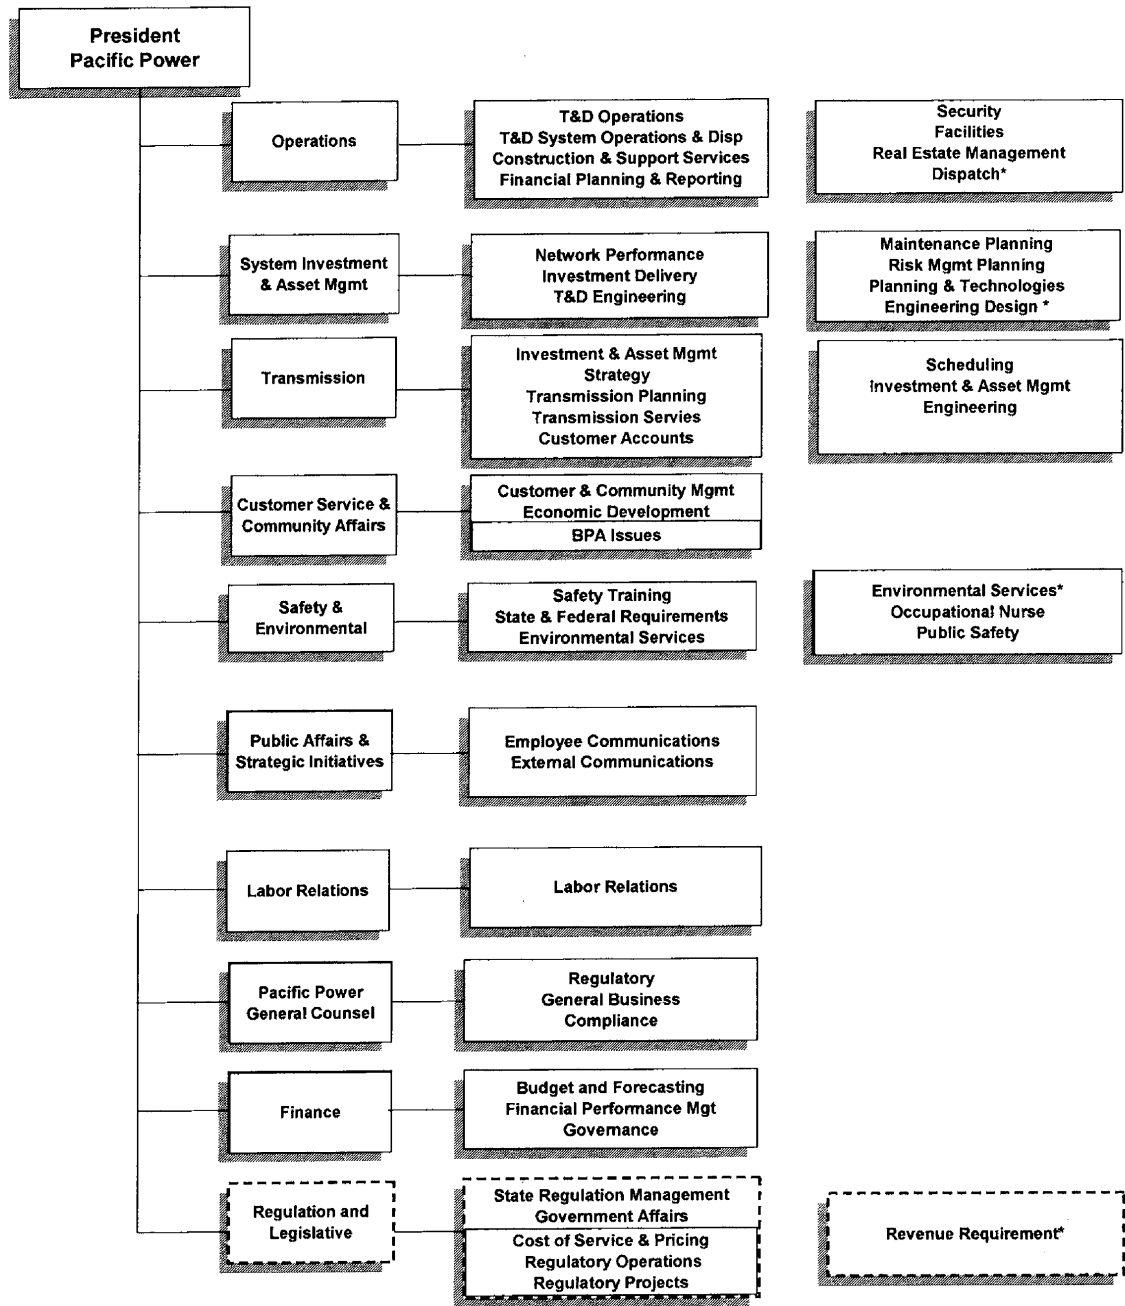 President
Pacific Power
Operations
T&D Operations
T&D System Operations & Disp
Construction & Support Services
Financial Planning & Reporting
Security
Facilities
Real Estate Management
Dispatch*
System Investment
& Asset Mgmt
Network Performance
Investment Delivery
T&D Engineering
Maintenance Planning
Risk Mgmt Planning
Planning & Technologies
Engineering Design *
Transmission
Investment & Asset Mgmt
Strategy
Transmission Planning
Transmission Servies
Customer Accounts
Scheduling
Investment & Asset Mgmt
Engineering
Customer Service &
Community Affairs
Customer & Community Mgmt
Economic Development
BPA Issues
Safety &
Environmental
Safety Training
State & Federal Requirements
Environmental Services
Environmental Services*
Occupational Nurse
Public Safety
Public Affairs &
Strategic Initiatives
Employee Communications
External Communications
Labor Relations
Labor Relations
Pacific Power
General Counsel
Regulatory
General Business
Compliance
Finance
Budget and Forecasting
Financial Performance Mgt
Governance
Regulation and
Legislative
State Regulation Management
Government Affairs
Cost of Service & Pricing
Regulatory Operations
Regulatory Projects
Revenue Requirement*